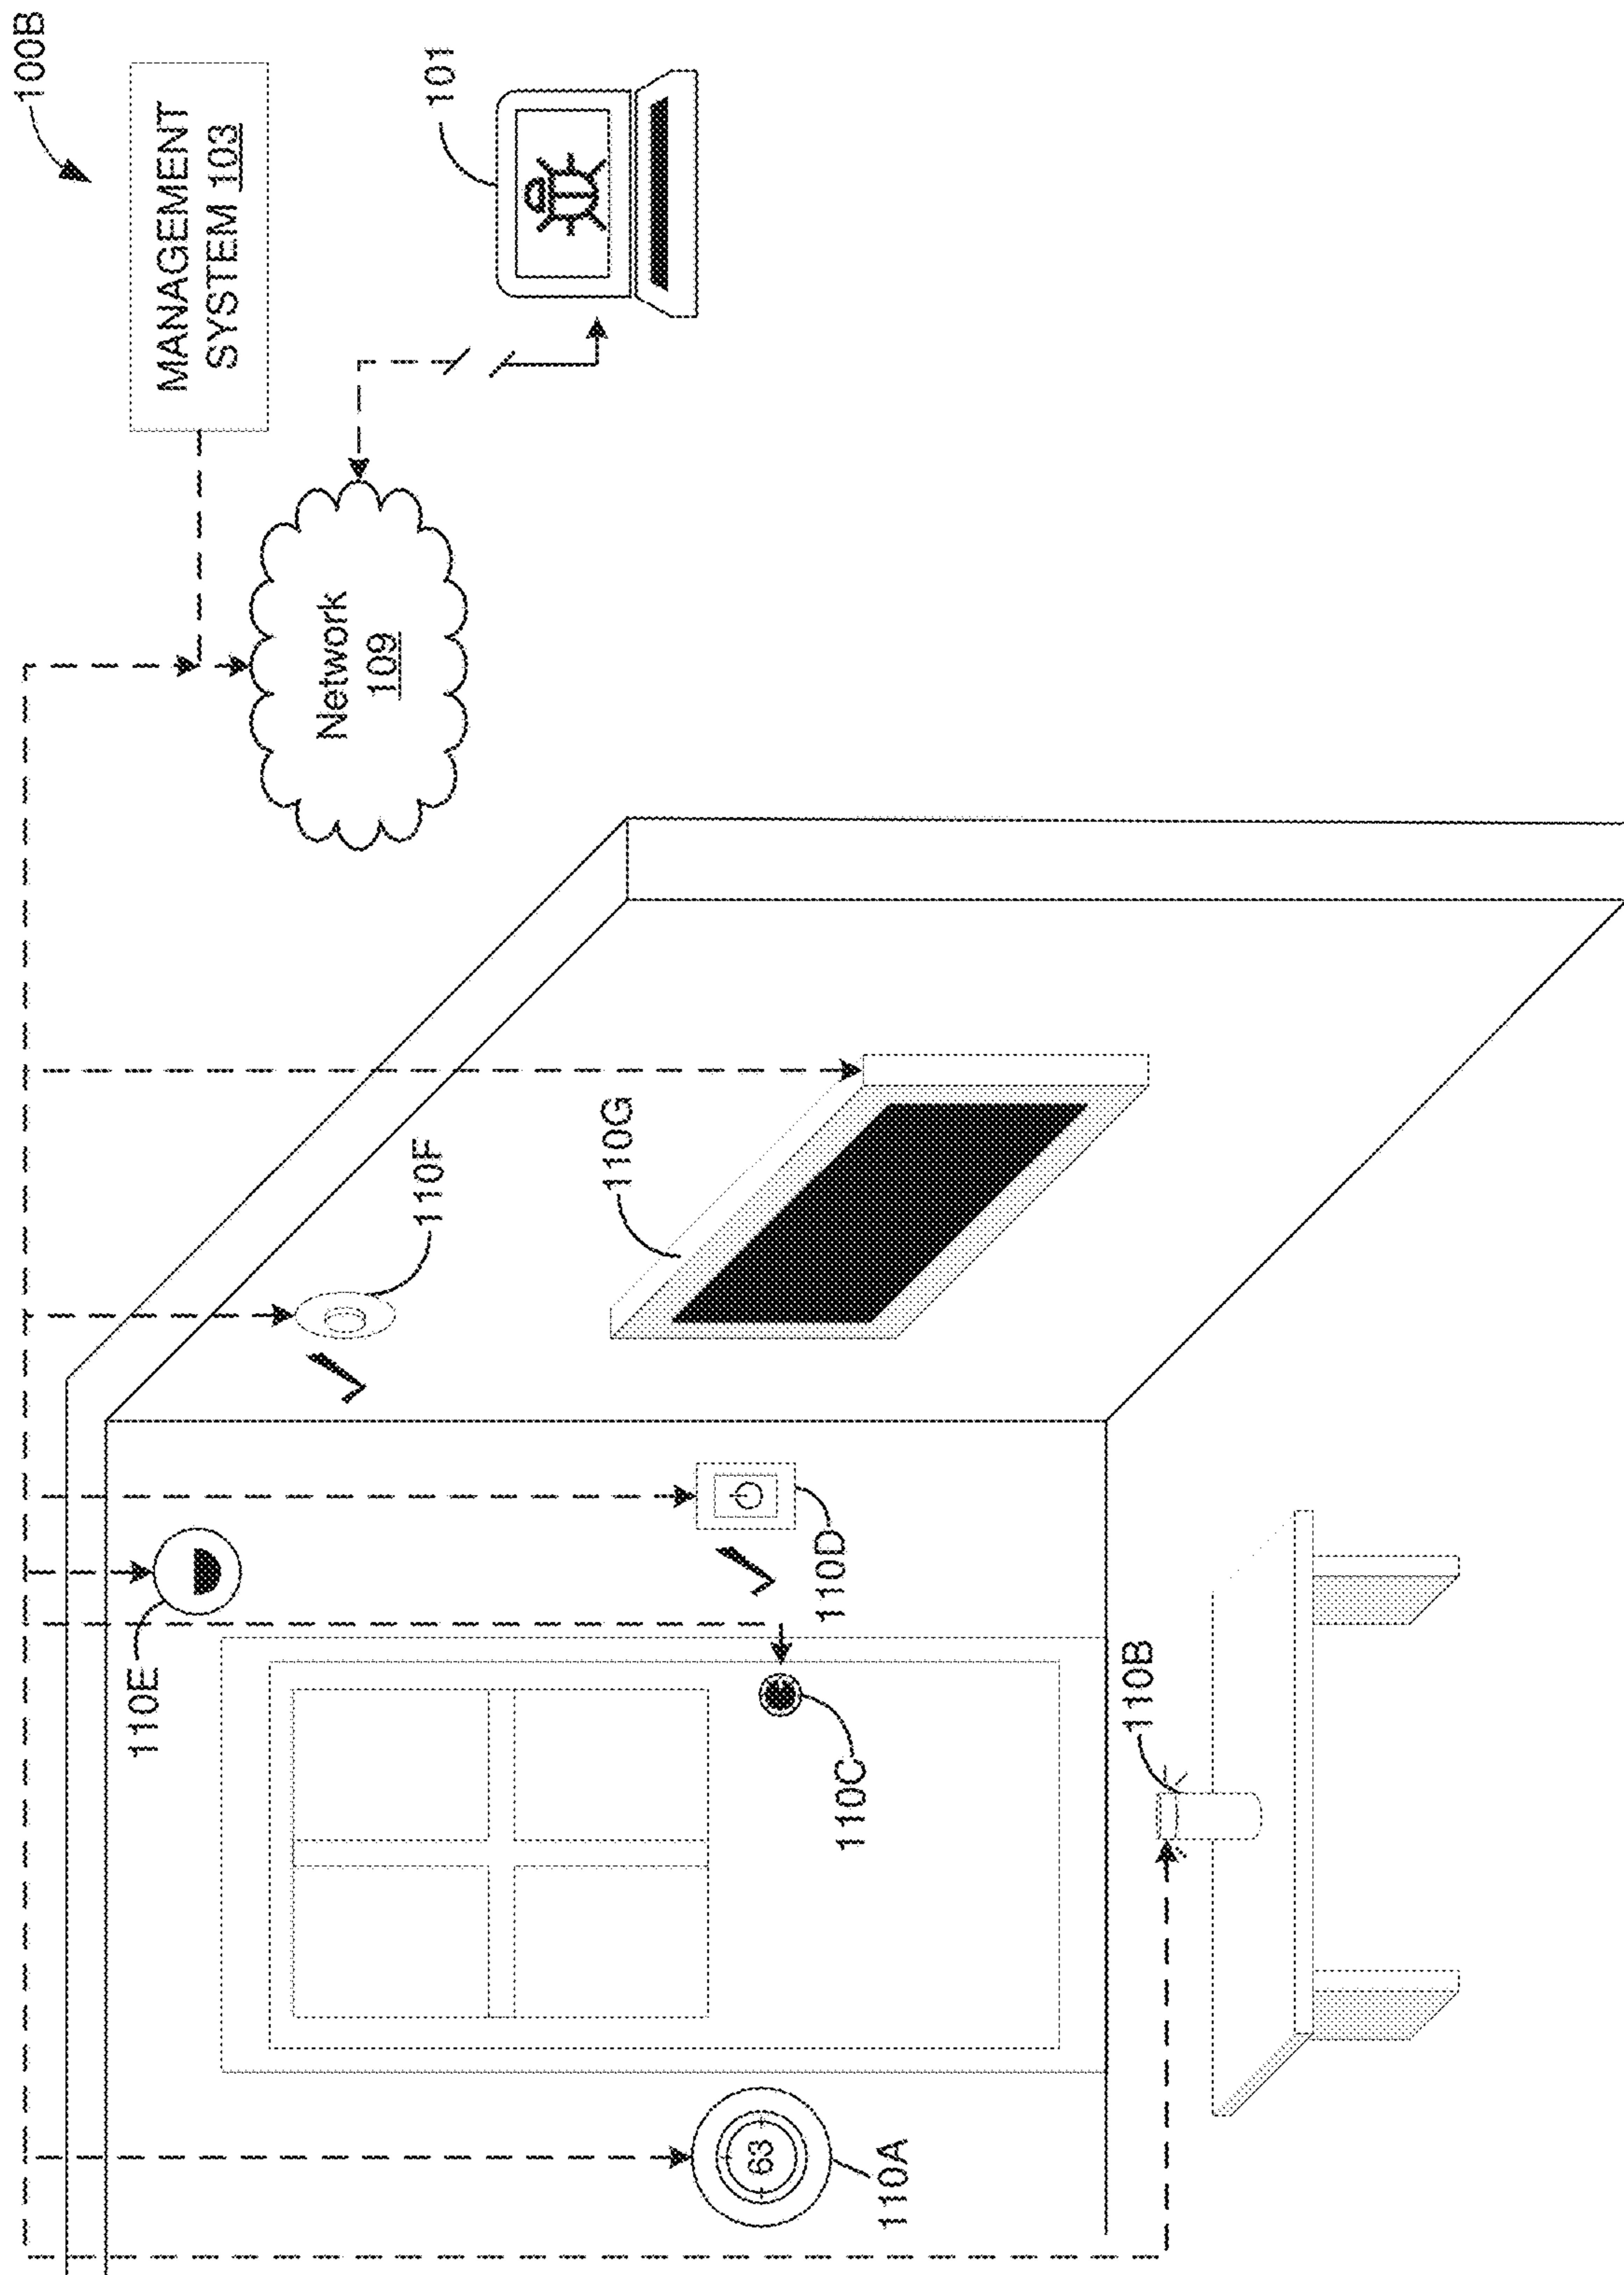 100B
MANAGEMENT
SYSTEM 103
101
Network
109
110F
110G
110E
110D
110C
110B
63
110A